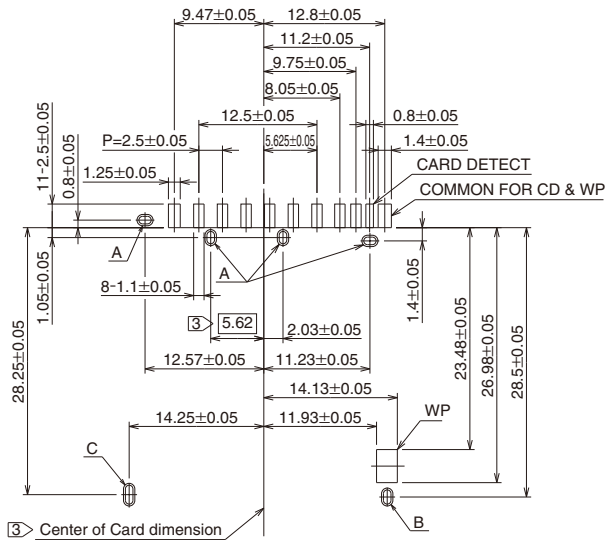 9.47±0.05 12.8±0.05
11.2±0.05
9.75±0.05
8.05±0.05
12.5±0.05 0.8±0.05
P=2.5±0.05 5.625±0.05 1.4±0.05
11-2.5±0.05
0.8±0.05
1.25±0.05
CARD DETECT
COMMON FOR CD & WP
A
A
1.05±0.05
8-1.1±0.05
1.4±0.05
3 5.62
2.03±0.05
12.57±0.05 11.23±0.05
28.25±0.05
23.48±0.05
26.98±0.05
28.5±0.05
14.13±0.05
14.25±0.05 11.93±0.05
WP
C
B
3 Center of Card dimension